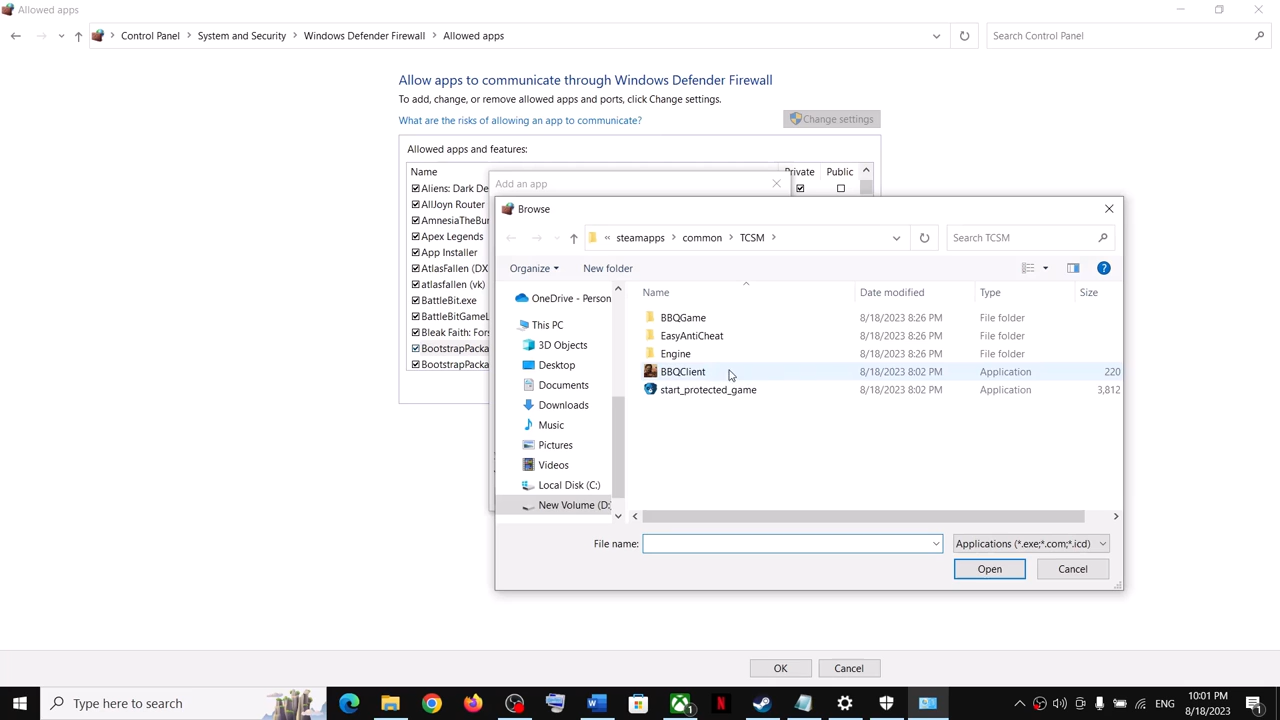 Allowed apps
Control Panel > System and Security > Windows Defender Firewall > Allowed apps
Search Control Panel
Allow apps to communicate through Windows Defender Firewall
To add, change, or remove allowed apps and ports, click Change settings.
What are the risks of allowing an app to communicate?
Change settings
Allowed apps and features:
Name
Private
Public
Aliens: Dark De
AllJoyn Router
AmnesiaTheBu
Apex Legends
App Installer
AtlasFallen (DX
atlasfallen (vk)
BattleBit.exe
BattleBitGameL
Bleak Faith: For
BootstrapPacka
BootstrapPacka
Add an app
Browse
« steamapps > common > TCSM >
Search TCSM
Organize
New folder
Name
Date modified
Type
Size
OneDrive - Person
This PC
3D Objects
Desktop
Documents
Downloads
Music
Pictures
Videos
Local Disk (C:)
New Volume (D:
BBQGame 8/18/2023 8:26 PM File folder
EasyAntiCheat 8/18/2023 8:26 PM File folder
Engine 8/18/2023 8:26 PM File folder
BBQClient 8/18/2023 8:02 PM Application 220
start_protected_game 8/18/2023 8:02 PM Application 3,812
File name:
Applications (*.exe;*.com;*.icd)
Open
Cancel
OK
Cancel
Type here to search
ENG
10:01 PM
8/18/2023